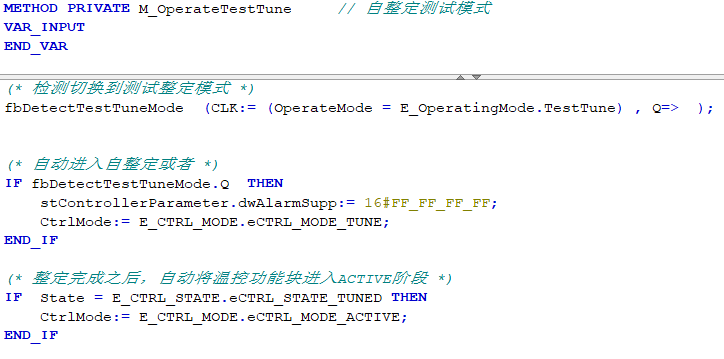 METHOD PRIVATE M_OperateTestTune // 自整定测试模式
VAR_INPUT
END_VAR
(* 检测切换到测试整定模式 *)
fbDetectTestTuneMode (CLK:= (OperateMode = E_OperatingMode.TestTune) , Q=> );
(* 自动进入自整定或者 *)
IF fbDetectTestTuneMode.Q THEN
stControllerParameter.dwAlarmSupp:= 16#FF_FF_FF_FF;
CtrlMode:= E_CTRL_MODE.eCTRL_MODE_TUNE;
END_IF
(* 整定完成之后，自动将温控功能块进入ACTIVE阶段 *)
IF State = E_CTRL_STATE.eCTRL_STATE_TUNED THEN
CtrlMode:= E_CTRL_MODE.eCTRL_MODE_ACTIVE;
END_IF